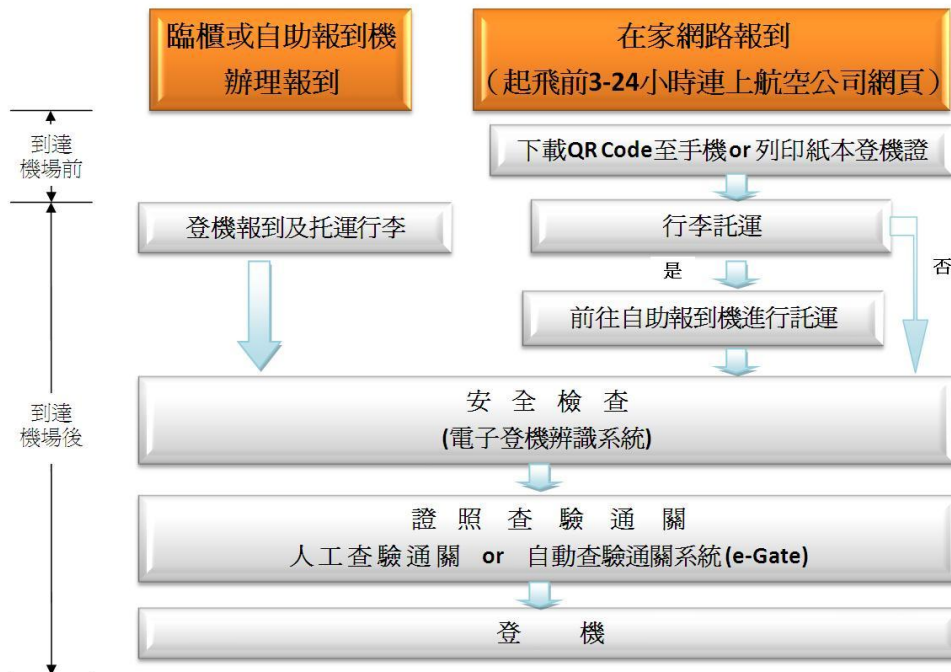 臨櫃或自助報到機
辦理報到
在家網路報到
（起飛前3-24小時連上航空公司網頁）
到達
機場前
下載QR Code至手機or 列印紙本登機證
登機報到及托運行李
行李託運
是
否
前往自助報到機進行託運
到達
機場後
安 全 檢 查
(電子登機辨識系統)
證 照 查 驗 通 關
人工查驗通關 or 自動查驗通關系統(e-Gate)
登 機